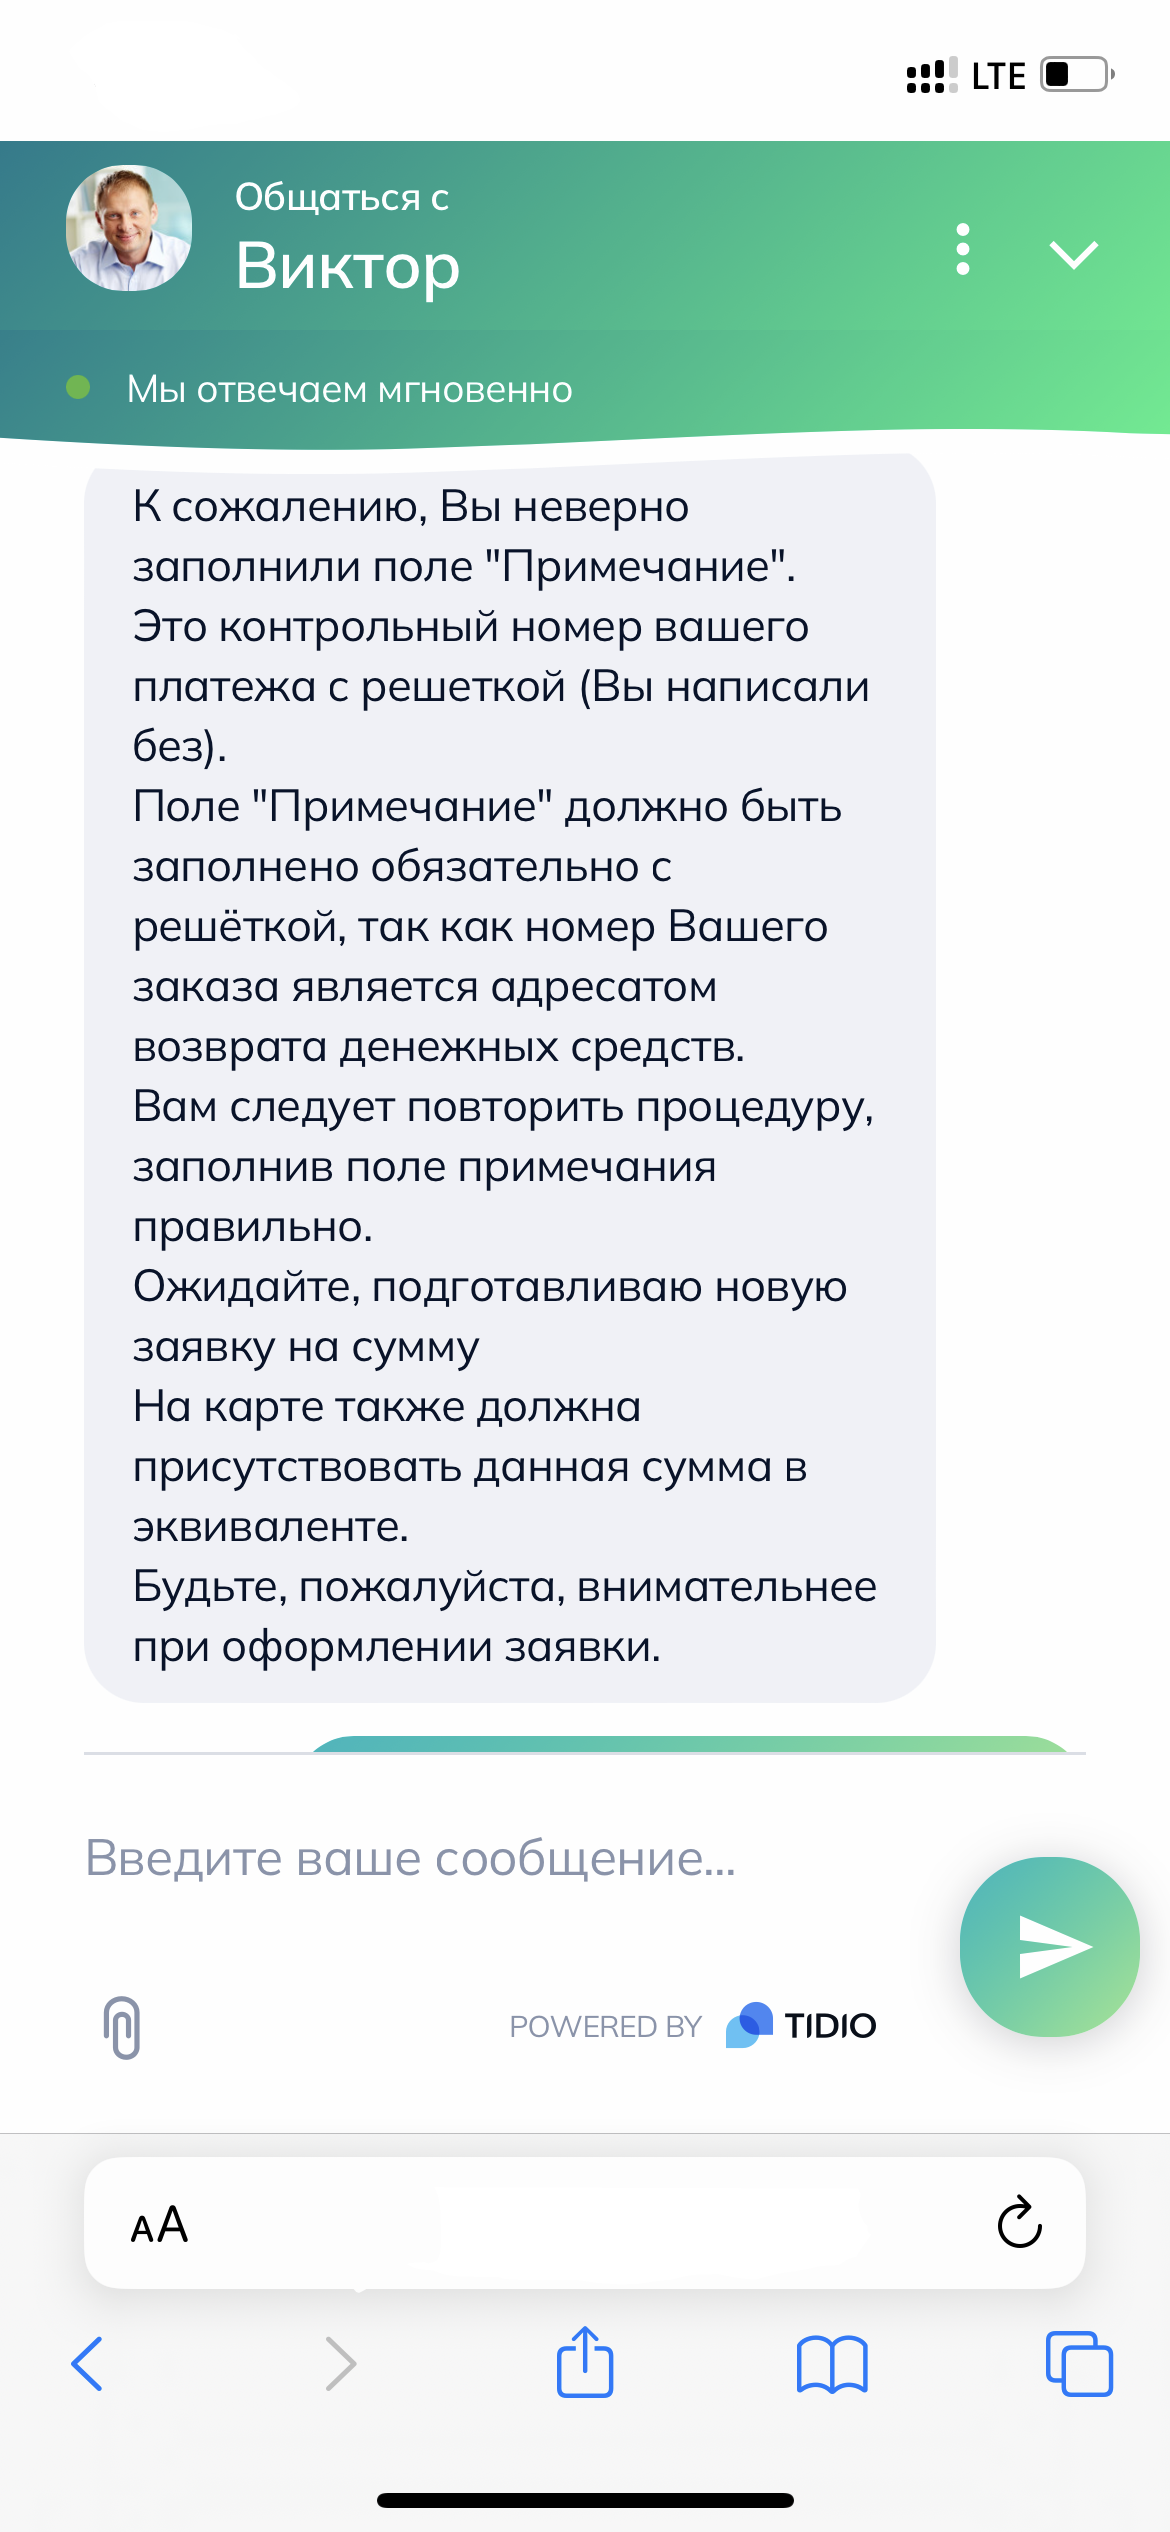 LTE
Общаться с
Виктор
Мы отвечаем мгновенно
К сожалению, Вы неверно
заполнили поле "Примечание".
Это контрольный номер вашего
платежа с решеткой (Вы написали
без).
Поле "Примечание" должно быть
заполнено обязательно с
решёткой, так как номер Вашего
заказа является адресатом
возврата денежных средств.
Вам следует повторить процедуру,
заполнив поле примечания
правильно.
Ожидайте, подготавливаю новую
заявку на сумму
На карте также должна
присутствовать данная сумма в
эквиваленте.
Будьте, пожалуйста, внимательнее
при оформлении заявки.
Введите ваше сообщение...
POWERED BY TIDIO
AA